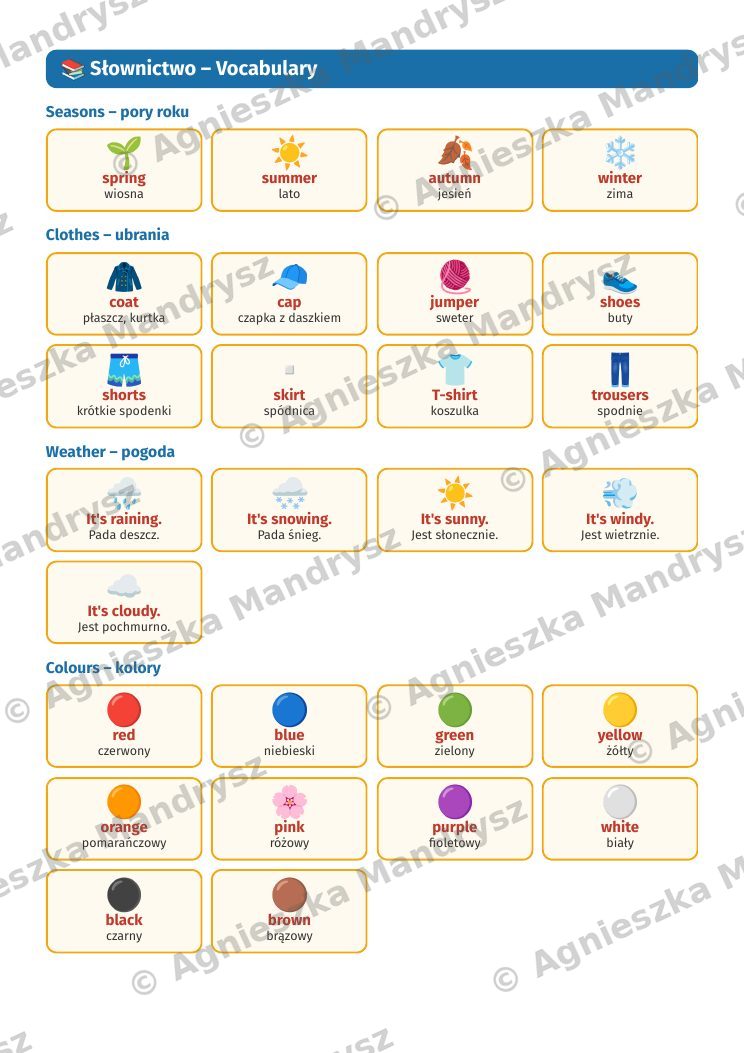 Słownictwo – Vocabulary
Seasons – pory roku
spring summer autumn winter
wiosna lato jesień zima
Clothes – ubrania
coat cap jumper shoes
płaszcz, kurtka czapka z daszkiem sweter buty
shorts skirt T-shirt trousers
krótkie spodenki spódnica koszulka spodnie
Weather – pogoda
It's raining. It's snowing. It's sunny. It's windy.
Pada deszcz. Pada śnieg. Jest słonecznie. Jest wietrznie.
It's cloudy.
Jest pochmurno.
Colours – kolory
red blue green yellow
czerwony niebieski zielony żółty
orange pink purple white
pomarańczowy różowy fioletowy biały
black brown
czarny brązowy
© Agnieszka Mandrysz